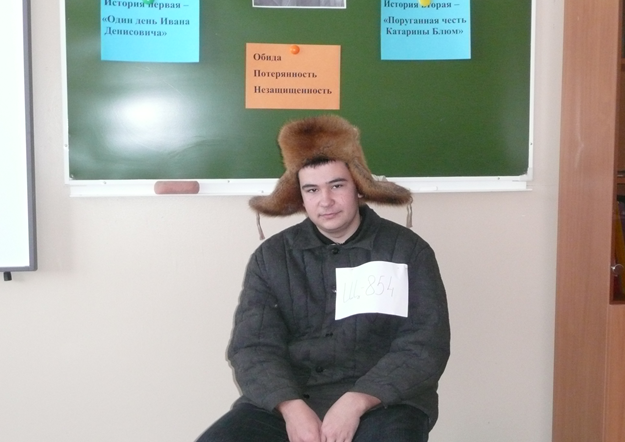 История первая –
«Один день Ивана
Денисовича»
История вторая –
«Поруганная честь
Катарины Блюм»
Обида
Потерянность
Незащищенность
Щ 854